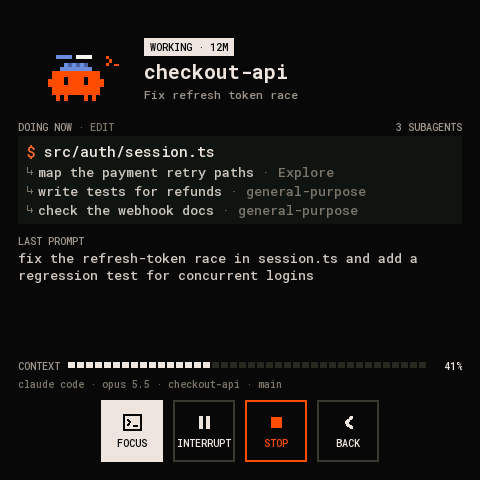 WORKING · 12M
checkout-api
Fix refresh token race
DOING NOW · EDIT
3 SUBAGENTS
$ src/auth/session.ts
↳ map the payment retry paths · Explore
↳ write tests for refunds · general-purpose
↳ check the webhook docs · general-purpose
LAST PROMPT
fix the refresh-token race in session.ts and add a
regression test for concurrent logins
CONTEXT
41%
claude code · opus 5.5 · checkout-api · main
FOCUS
INTERRUPT
STOP
BACK